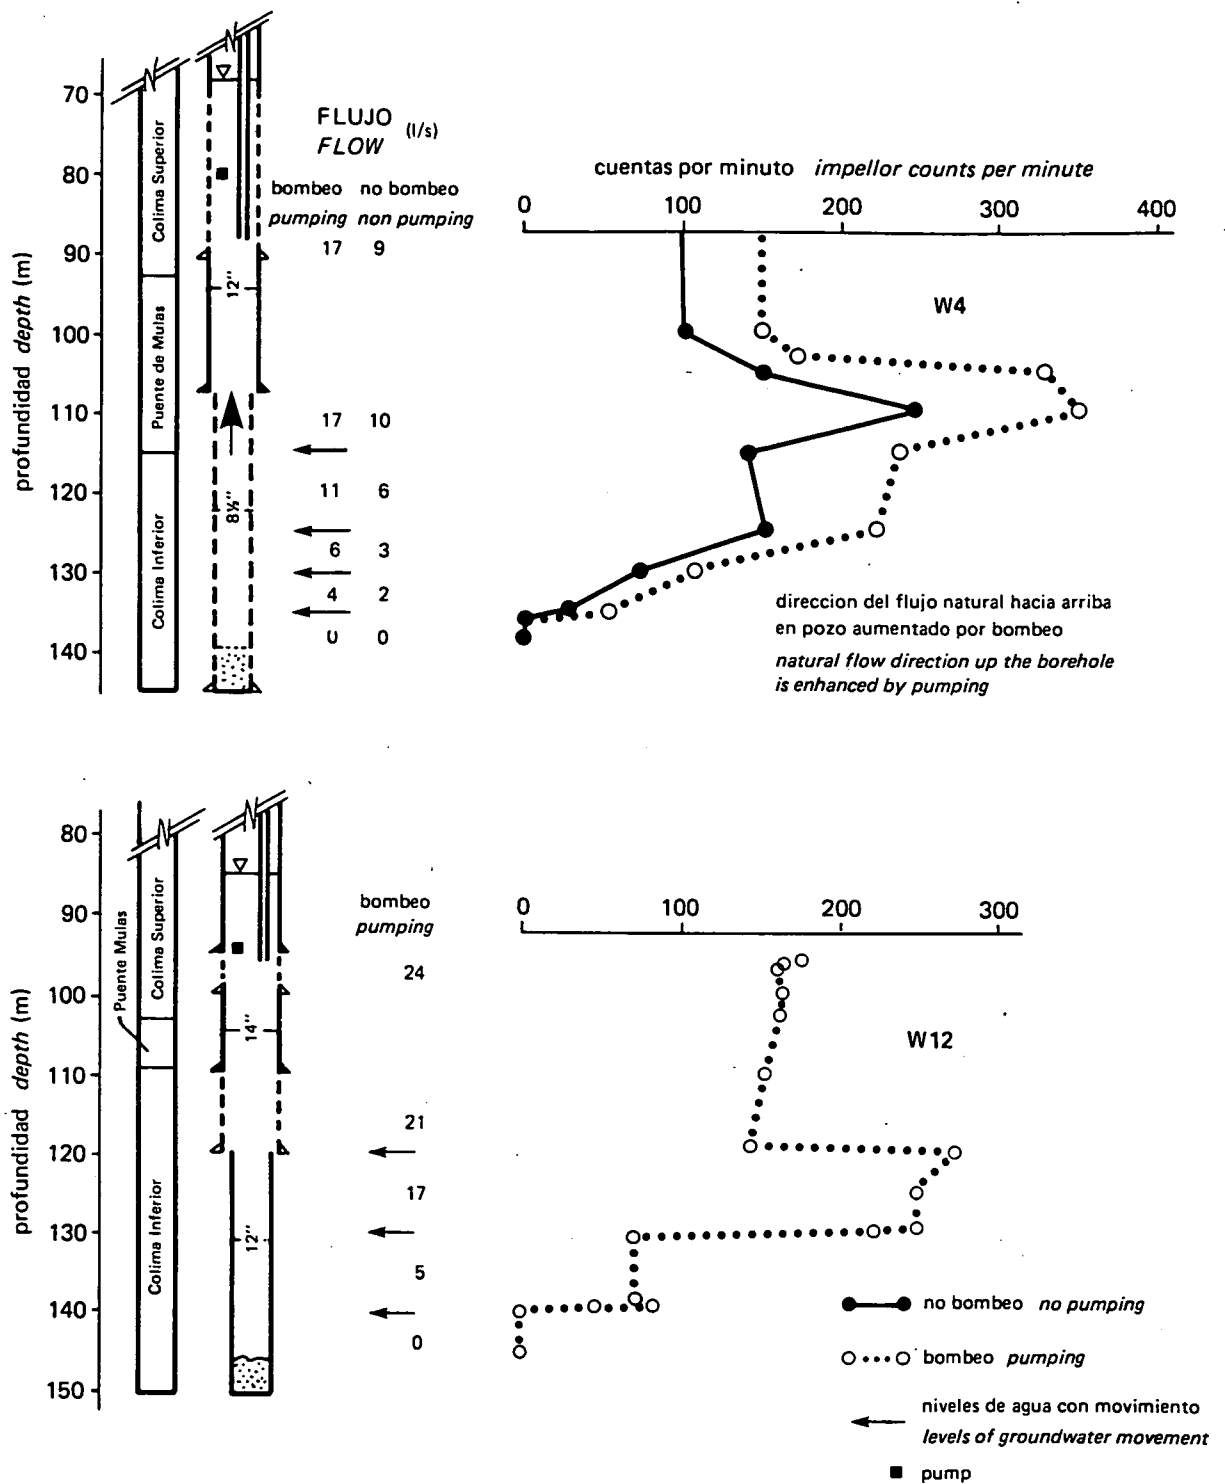 FLUJO
FLOW (l/s)
bombeo no bombeo
pumping non pumping
17 9
17 10
11 6
6 3
4 2
0 0
profundidad depth (m)
70
80
90
100
110
120
130
140
Colima Superior
Puente de Mulas
Colima Inferior
12"
8½"
cuentas por minuto impellor counts per minute
0 100 200 300 400
W4
direccion del flujo natural hacia arriba
en pozo aumentado por bombeo
natural flow direction up the borehole
is enhanced by pumping
profundidad depth (m)
80
90
100
110
120
130
140
150
Puente Mulas
Colima Superior
Colima Inferior
14"
12"
bombeo
pumping
24
21
17
5
0
0 100 200 300
W12
no bombeo no pumping
bombeo pumping
niveles de agua con movimiento
levels of groundwater movement
pump